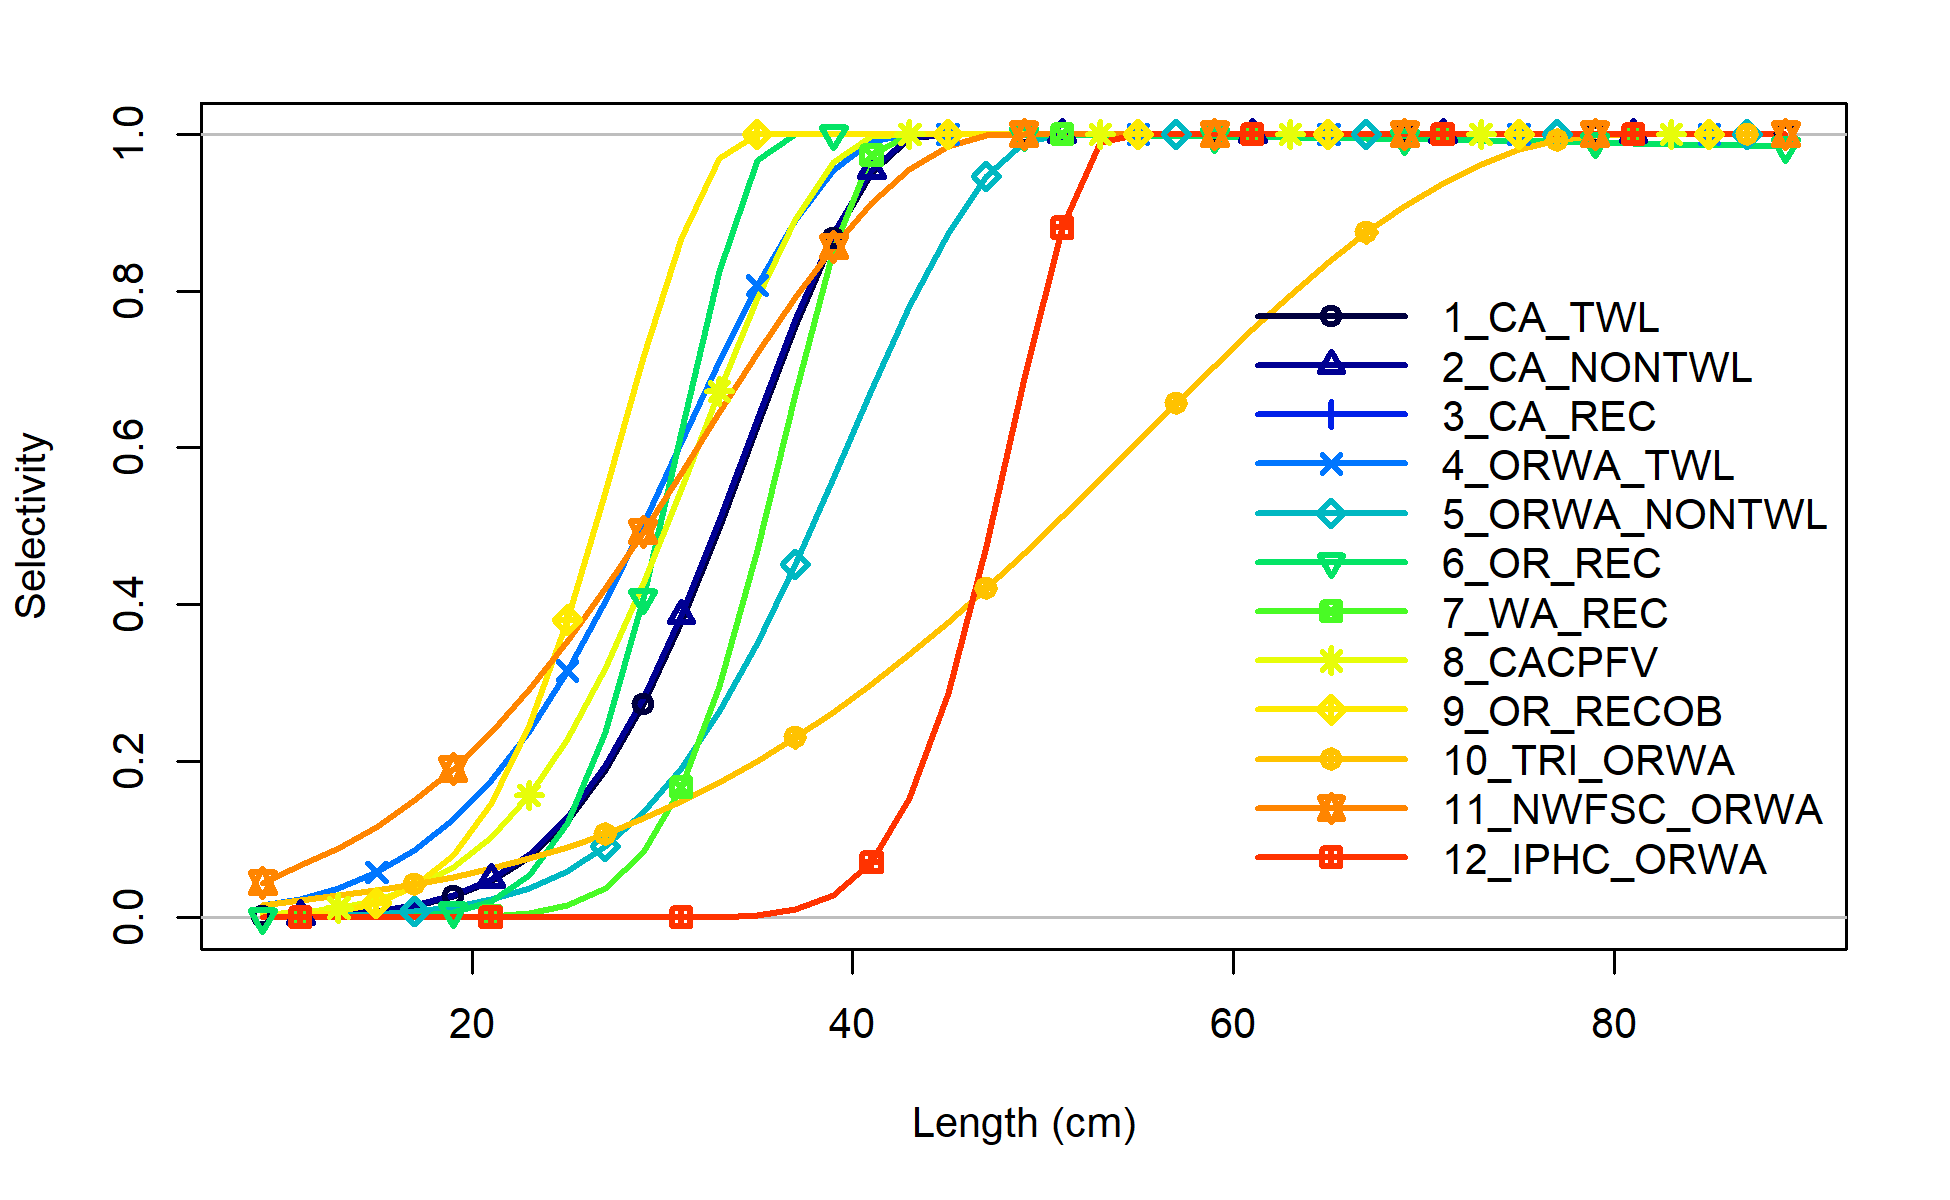 1.0
0.8
0.6
0.4
0.2
0.0
Selectivity
1_CA_TWL
2_CA_NONTWL
3_CA_REC
4_ORWA_TWL
5_ORWA_NONTWL
6_OR_REC
7_WA_REC
8_CACPFV
9_OR_RECOB
10_TRI_ORWA
11_NWFSC_ORWA
12_IPHC_ORWA
20 40 60 80
Length (cm)